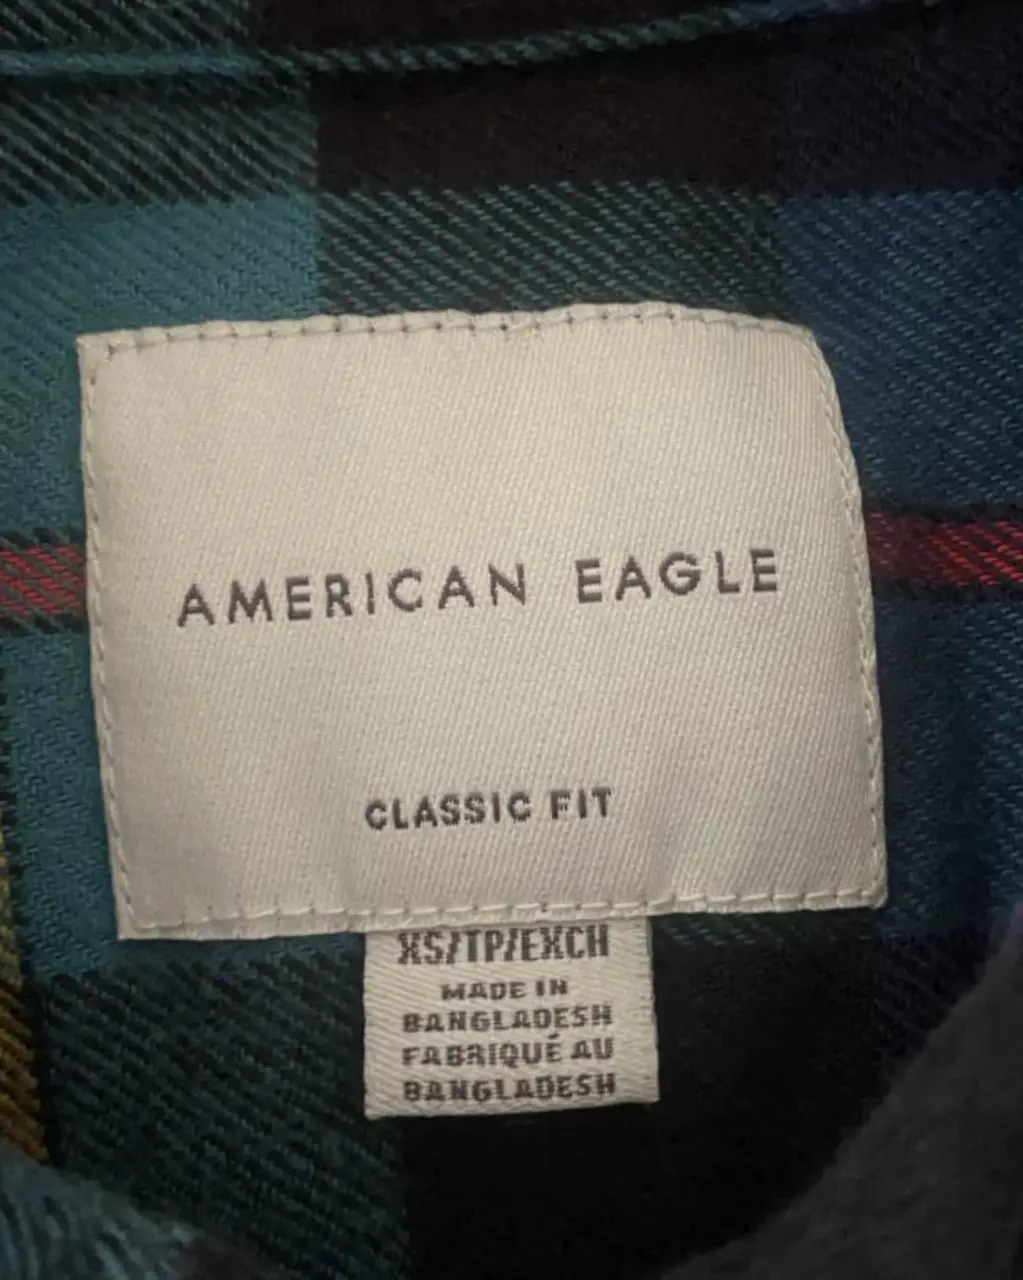 AMERICAN EAGLE
CLASSIC FIT
XS/TP/EXCH
MADE IN
BANGLADESH
FABRIQUÉ AU
BANGLADESH